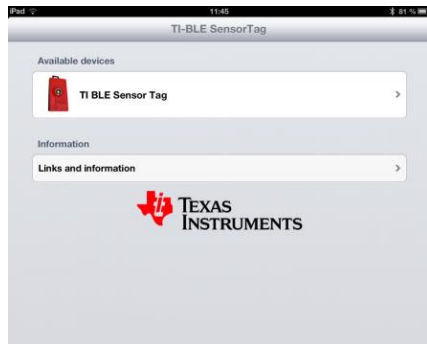 iPad 11:45 81 %
TI-BLE SensorTag
Available devices
TI BLE Sensor Tag
Information
Links and information
TEXAS
INSTRUMENTS